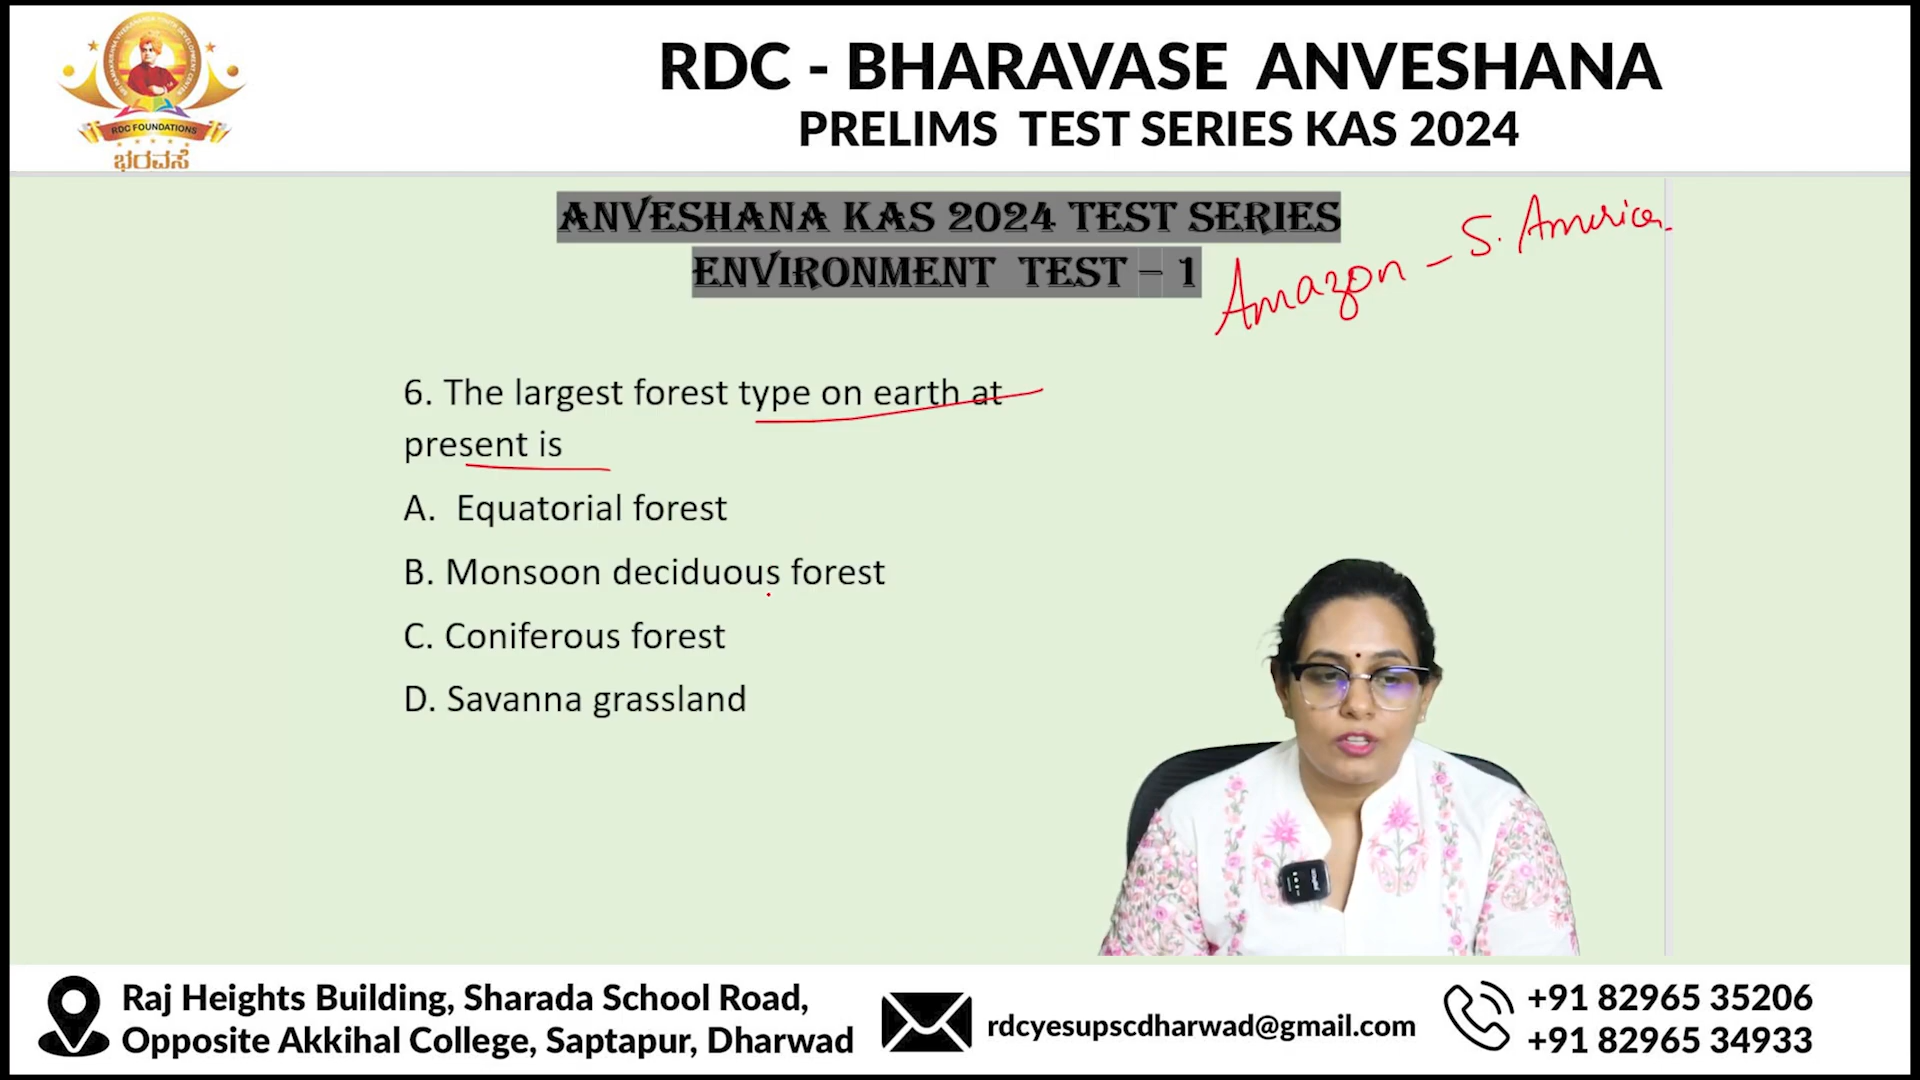 RDC - BHARAVASE ANVESHANA
PRELIMS TEST SERIES KAS 2024
RDC FOUNDATIONS
ಭರವಸೆ
ANVESHANA KAS 2024 TEST SERIES
ENVIRONMENT TEST – 1
Amazon - S. America
6. The largest forest type on earth at
present is
A. Equatorial forest
B. Monsoon deciduous forest
C. Coniferous forest
D. Savanna grassland
Raj Heights Building, Sharada School Road,
Opposite Akkihal College, Saptapur, Dharwad
rdcyesupscdharwad@gmail.com
+91 82965 35206
+91 82965 34933